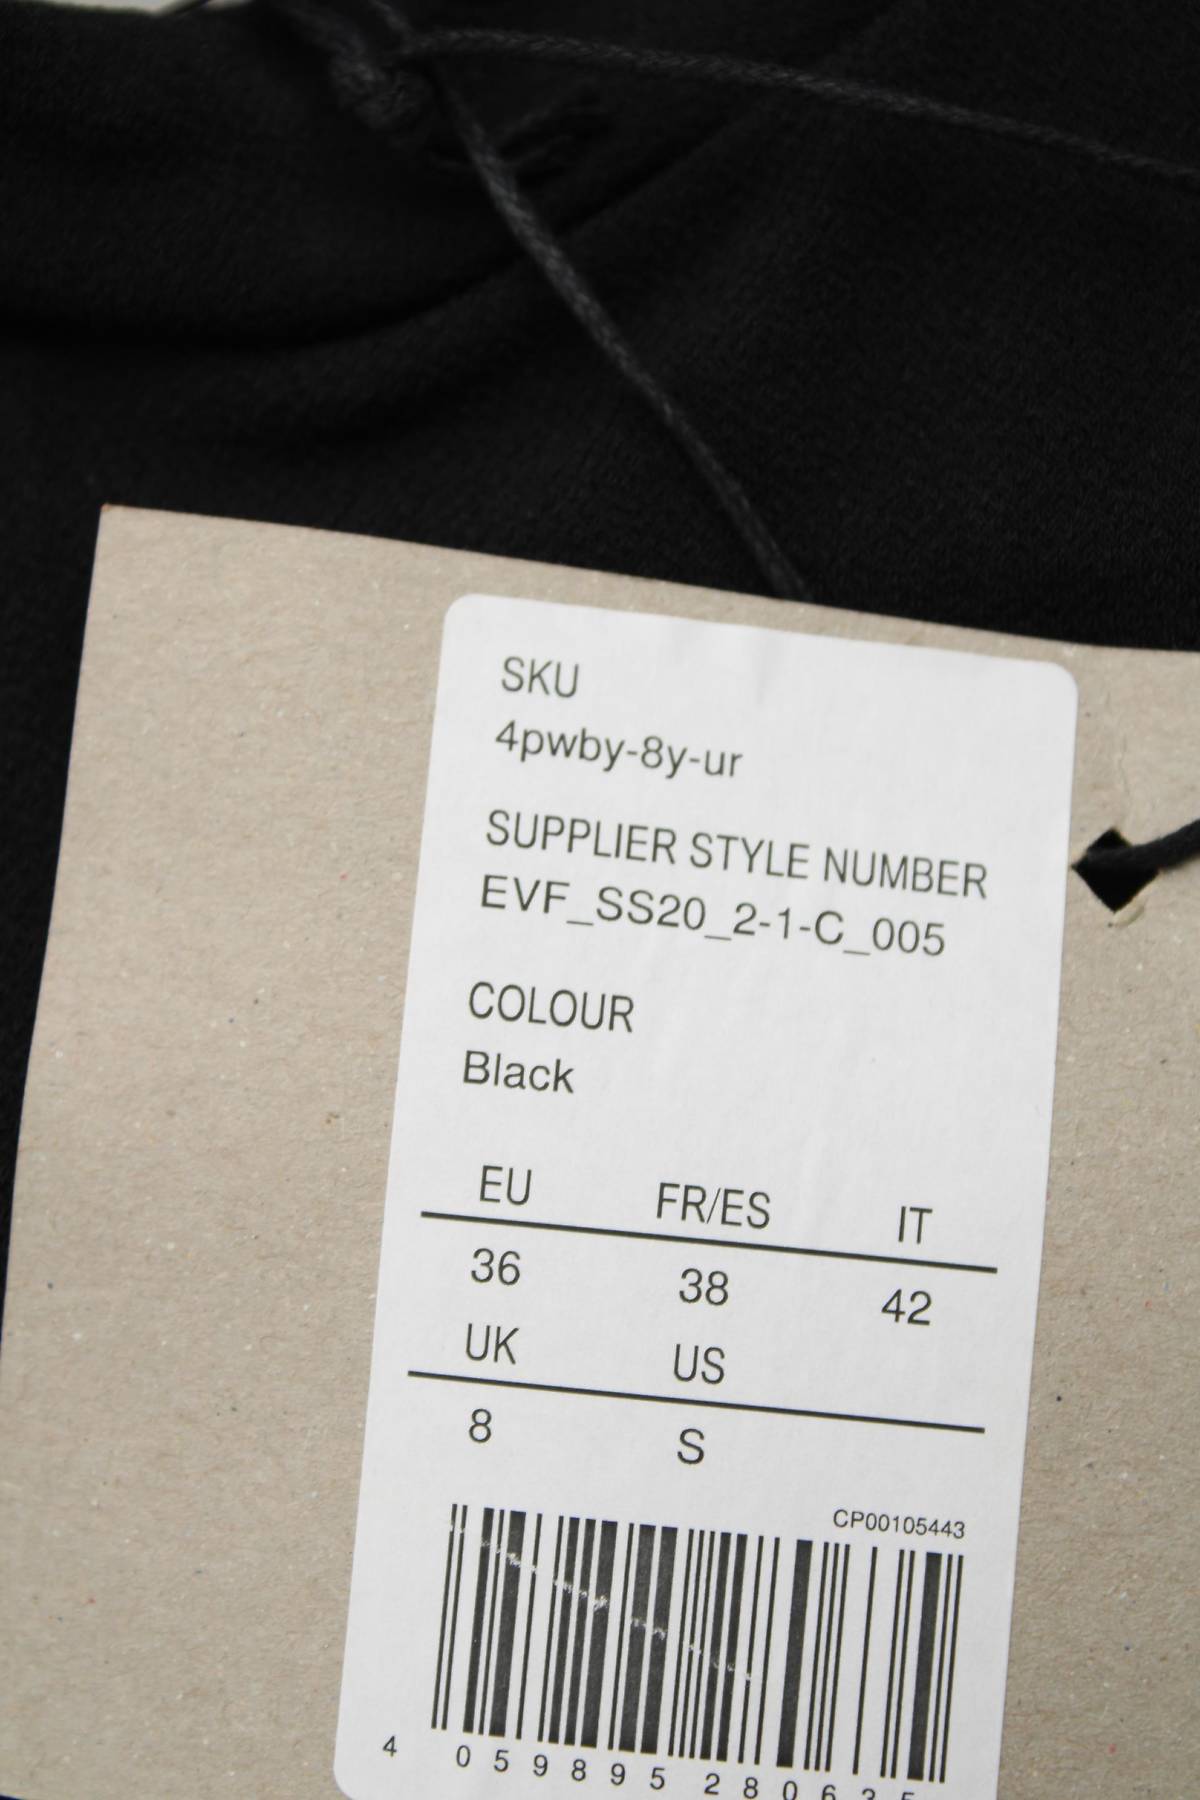 SKU
4pwby-8y-ur
SUPPLIER STYLE NUMBER
EVF_SS20_2-1-C_005
COLOUR
Black
EU FR/ES IT
36 38 42
UK US
8 S
CP00105443
4 059895 280635